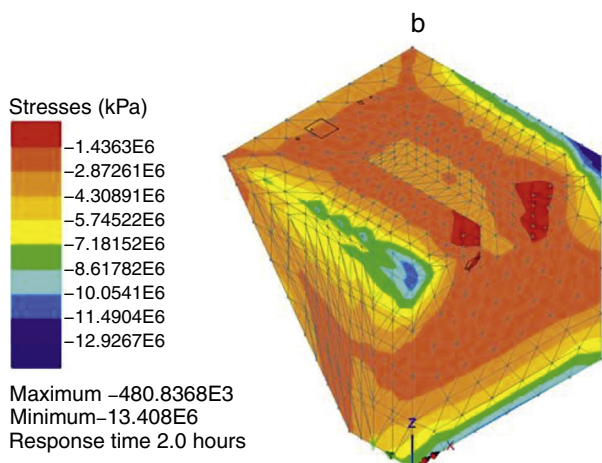 b
Stresses (kPa)
−1.4363E6
−2.87261E6
−4.30891E6
−5.74522E6
−7.18152E6
−8.61782E6
−10.0541E6
−11.4904E6
−12.9267E6
Maximum −480.8368E3
Minimum−13.408E6
Response time 2.0 hours
Z
Y X